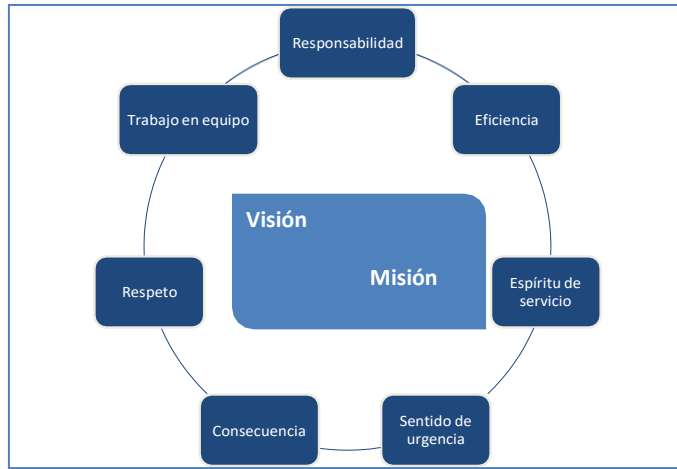 Responsabilidad
Trabajo en equipo
Eficiencia
Visión
Misión
Respeto
Espíritu de
servicio
Consecuencia
Sentido de
urgencia